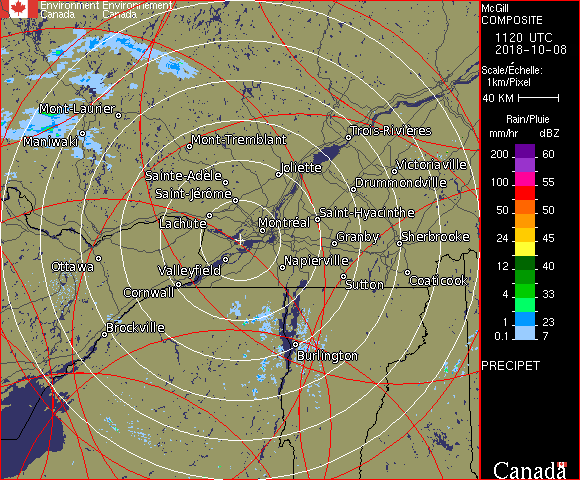 Environment Environnement
Canada Canada
McGill
COMPOSITE
1120 UTC
2018-10-08
Scale/Échelle:
1km/Pixel
40 KM
Rain/Pluie
mm/hr dBZ
200 60
100 55
50 50
24 45
12 40
4 33
1 23
0.1 7
PRECIPET
Mont-Laurier
Maniwaki
Mont-Tremblant
Trois-Rivières
Sainte-Adèle
Joliette
Victoriaville
Saint-Jérôme
Drummondville
Lachute
Montréal
Saint-Hyacinthe
Granby
Sherbrooke
Ottawa
Valleyfield
Napierville
Cornwall
Sutton
Coaticook
Brockville
Burlington
Canada